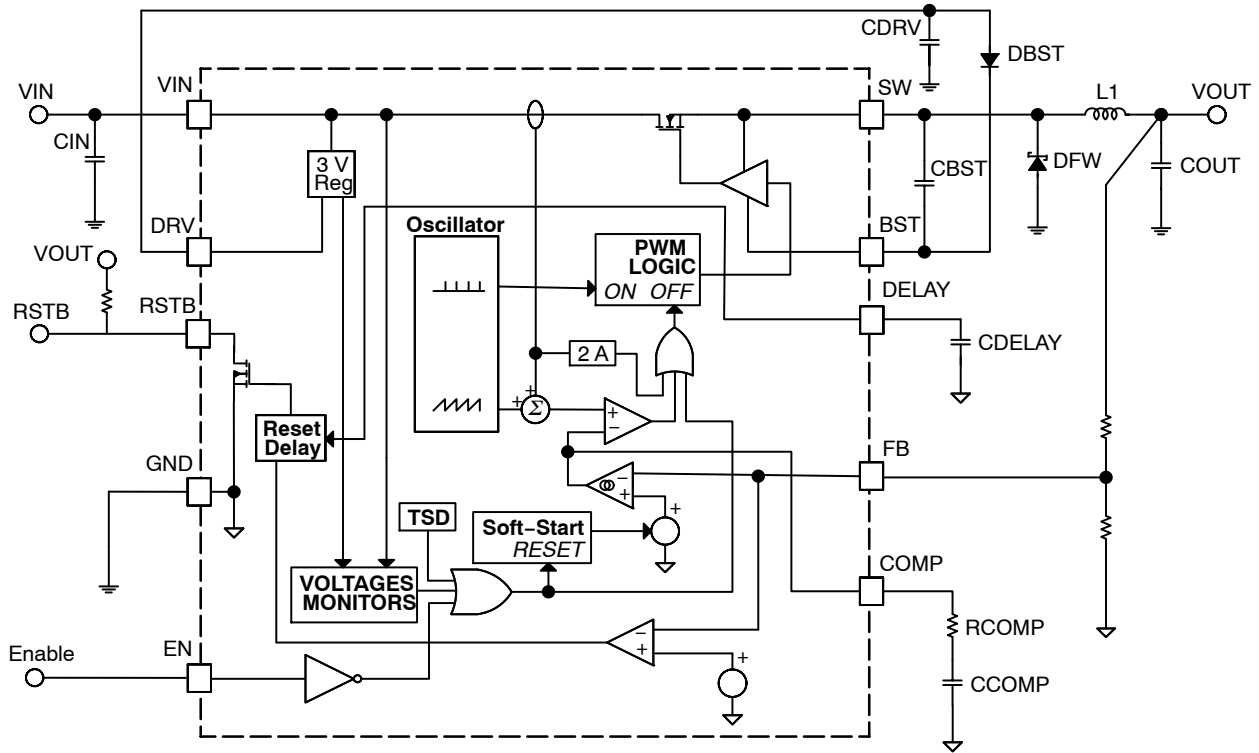 CDRV
DBST
VIN
VIN
SW
L1
VOUT
CIN
3 V
Reg
CBST
DFW
COUT
DRV
BST
Oscillator
VOUT
PWM
LOGIC
ON OFF
DELAY
RSTB
RSTB
2 A
CDELAY
+
+
Σ
+
−
Reset
Delay
GND
FB
−
+
+
TSD
Soft−Start
RESET
COMP
VOLTAGES
MONITORS
RCOMP
−
+
+
Enable
EN
CCOMP